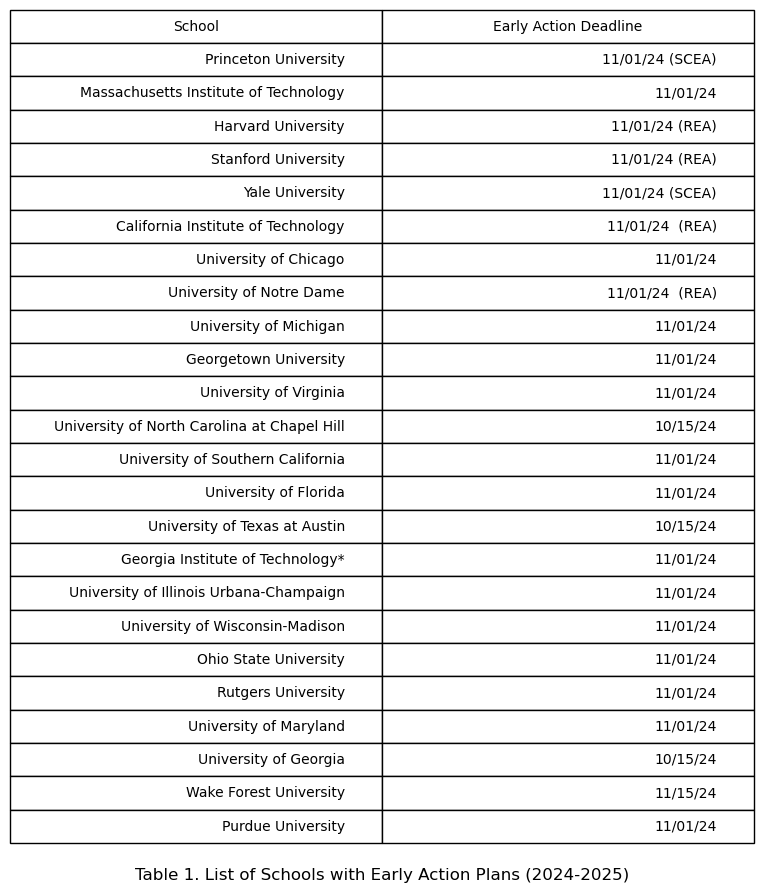 School Early Action Deadline
Princeton University 11/01/24 (SCEA)
Massachusetts Institute of Technology 11/01/24
Harvard University 11/01/24 (REA)
Stanford University 11/01/24 (REA)
Yale University 11/01/24 (SCEA)
California Institute of Technology 11/01/24  (REA)
University of Chicago 11/01/24
University of Notre Dame 11/01/24  (REA)
University of Michigan 11/01/24
Georgetown University 11/01/24
University of Virginia 11/01/24
University of North Carolina at Chapel Hill 10/15/24
University of Southern California 11/01/24
University of Florida 11/01/24
University of Texas at Austin 10/15/24
Georgia Institute of Technology* 11/01/24
University of Illinois Urbana-Champaign 11/01/24
University of Wisconsin-Madison 11/01/24
Ohio State University 11/01/24
Rutgers University 11/01/24
University of Maryland 11/01/24
University of Georgia 10/15/24
Wake Forest University 11/15/24
Purdue University 11/01/24
Table 1. List of Schools with Early Action Plans (2024-2025)